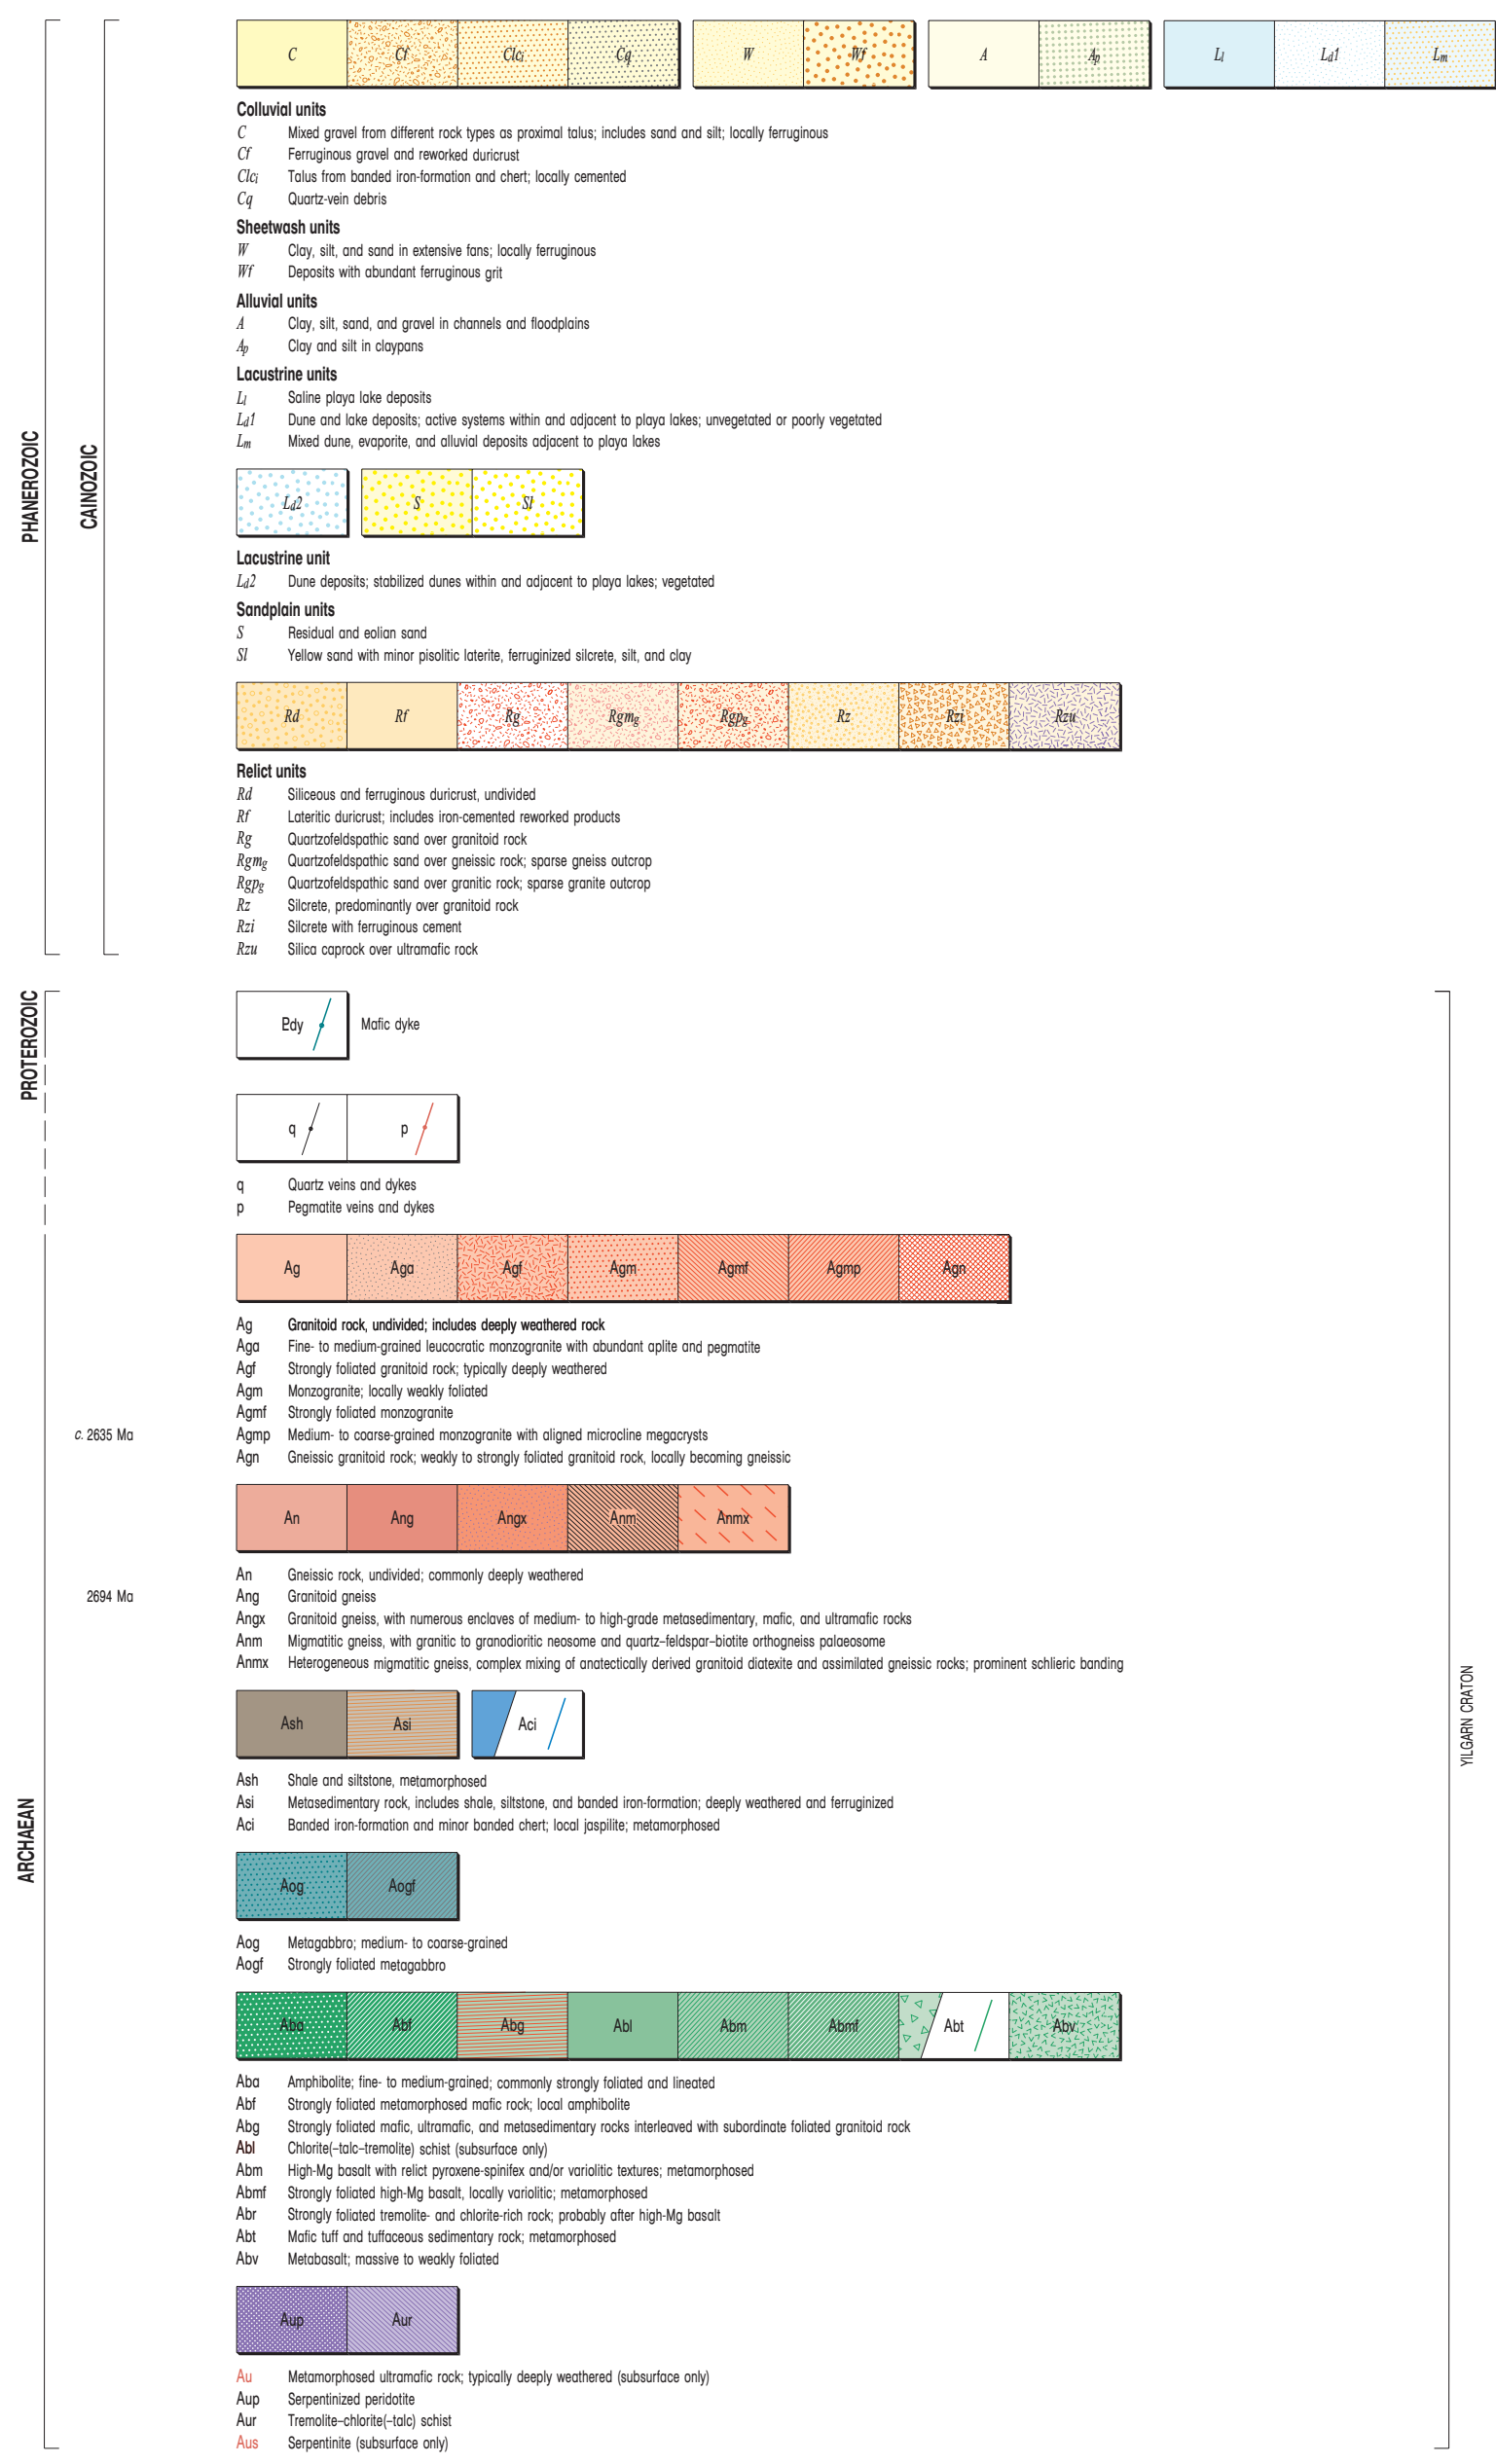 C Cf Clci Cq W Wf A Ap Ll Ld1 Lm
Colluvial units
C Mixed gravel from different rock types as proximal talus; includes sand and silt; locally ferruginous
Cf Ferruginous gravel and reworked duricrust
Clci Talus from banded iron-formation and chert; locally cemented
Cq Quartz-vein debris
Sheetwash units
W Clay, silt, and sand in extensive fans; locally ferruginous
Wf Deposits with abundant ferruginous grit
Alluvial units
A Clay, silt, sand, and gravel in channels and floodplains
Ap Clay and silt in claypans
Lacustrine units
Ll Saline playa lake deposits
Ld1 Dune and lake deposits; active systems within and adjacent to playa lakes; unvegetated or poorly vegetated
Lm Mixed dune, evaporite, and alluvial deposits adjacent to playa lakes
PHANEROZOIC
CAINOZOIC
Ld2 S Sl
Lacustrine unit
Ld2 Dune deposits; stabilized dunes within and adjacent to playa lakes; vegetated
Sandplain units
S Residual and eolian sand
Sl Yellow sand with minor pisolitic laterite, ferruginized silcrete, silt, and clay
Rd Rf Rg Rgmg Rgpg Rz Rzi Rzu
Relict units
Rd Siliceous and ferruginous duricrust, undivided
Rf Lateritic duricrust; includes iron-cemented reworked products
Rg Quartzofeldspathic sand over granitoid rock
Rgmg Quartzofeldspathic sand over gneissic rock; sparse gneiss outcrop
Rgpg Quartzofeldspathic sand over granitic rock; sparse granite outcrop
Rz Silcrete, predominantly over granitoid rock
Rzi Silcrete with ferruginous cement
Rzu Silica caprock over ultramafic rock
PROTEROZOIC
Pdy Mafic dyke
q p
q Quartz veins and dykes
p Pegmatite veins and dykes
Ag Aga Agf Agm Agmf Agmp Agn
Ag Granitoid rock, undivided; includes deeply weathered rock
Aga Fine- to medium-grained leucocratic monzogranite with abundant aplite and pegmatite
Agf Strongly foliated granitoid rock; typically deeply weathered
Agm Monzogranite; locally weakly foliated
Agmf Strongly foliated monzogranite
c. 2635 Ma Agmp Medium- to coarse-grained monzogranite with aligned microcline megacrysts
Agn Gneissic granitoid rock; weakly to strongly foliated granitoid rock, locally becoming gneissic
An Ang Angx Anm Anmx
An Gneissic rock, undivided; commonly deeply weathered
2694 Ma Ang Granitoid gneiss
Angx Granitoid gneiss, with numerous enclaves of medium- to high-grade metasedimentary, mafic, and ultramafic rocks
Anm Migmatitic gneiss, with granitic to granodioritic neosome and quartz–feldspar–biotite orthogneiss palaeosome
Anmx Heterogeneous migmatitic gneiss, complex mixing of anatectically derived granitoid diatexite and assimilated gneissic rocks; prominent schlieric banding
YILGARN CRATON
Ash Asi Aci
Ash Shale and siltstone, metamorphosed
Asi Metasedimentary rock, includes shale, siltstone, and banded iron-formation; deeply weathered and ferruginized
Aci Banded iron-formation and minor banded chert; local jaspilite; metamorphosed
ARCHAEAN
Aog Aogf
Aog Metagabbro; medium- to coarse-grained
Aogf Strongly foliated metagabbro
Aba Abf Abg Abl Abm Abmf Abt Abv
Aba Amphibolite; fine- to medium-grained; commonly strongly foliated and lineated
Abf Strongly foliated metamorphosed mafic rock; local amphibolite
Abg Strongly foliated mafic, ultramafic, and metasedimentary rocks interleaved with subordinate foliated granitoid rock
Abl Chlorite(–talc–tremolite) schist (subsurface only)
Abm High-Mg basalt with relict pyroxene-spinifex and/or variolitic textures; metamorphosed
Abmf Strongly foliated high-Mg basalt, locally variolitic; metamorphosed
Abr Strongly foliated tremolite- and chlorite-rich rock; probably after high-Mg basalt
Abt Mafic tuff and tuffaceous sedimentary rock; metamorphosed
Abv Metabasalt; massive to weakly foliated
Aup Aur
Au Metamorphosed ultramafic rock; typically deeply weathered (subsurface only)
Aup Serpentinized peridotite
Aur Tremolite–chlorite(–talc) schist
Aus Serpentinite (subsurface only)